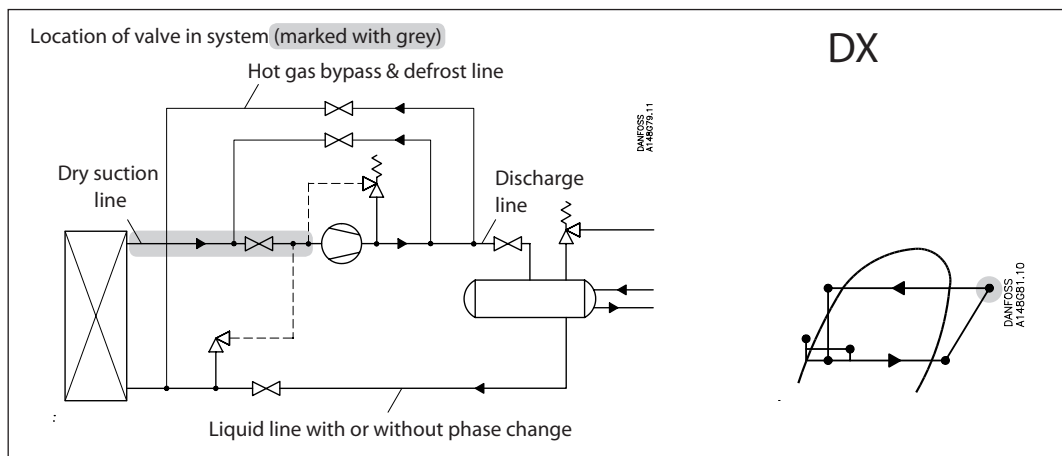 Location of valve in system (marked with grey)
DX
Hot gas bypass & defrost line
DANFOSS
A148G79.11
Dry suction
line
Discharge
line
DANFOSS
A148G81.10
Liquid line with or without phase change
: